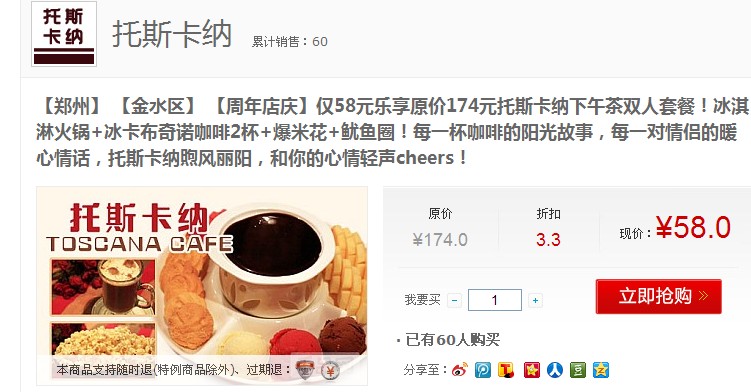 托斯
卡纳
托斯卡纳 累计销售：60
【郑州】 【金水区】 【周年店庆】仅58元乐享原价174元托斯卡纳下午茶双人套餐！冰淇
淋火锅+冰卡布奇诺咖啡2杯+爆米花+鱿鱼圈！每一杯咖啡的阳光故事，每一对情侣的暖
心情话，托斯卡纳煦风丽阳，和你的心情轻声cheers！
托斯卡纳
TOSCANA CAFE
本商品支持随时退(特例商品除外)、过期退：
原价 折扣
¥174.0 3.3 现价：¥58.0
我要买 − 1 + 立即抢购 »
· 已有60人购买
分享至：